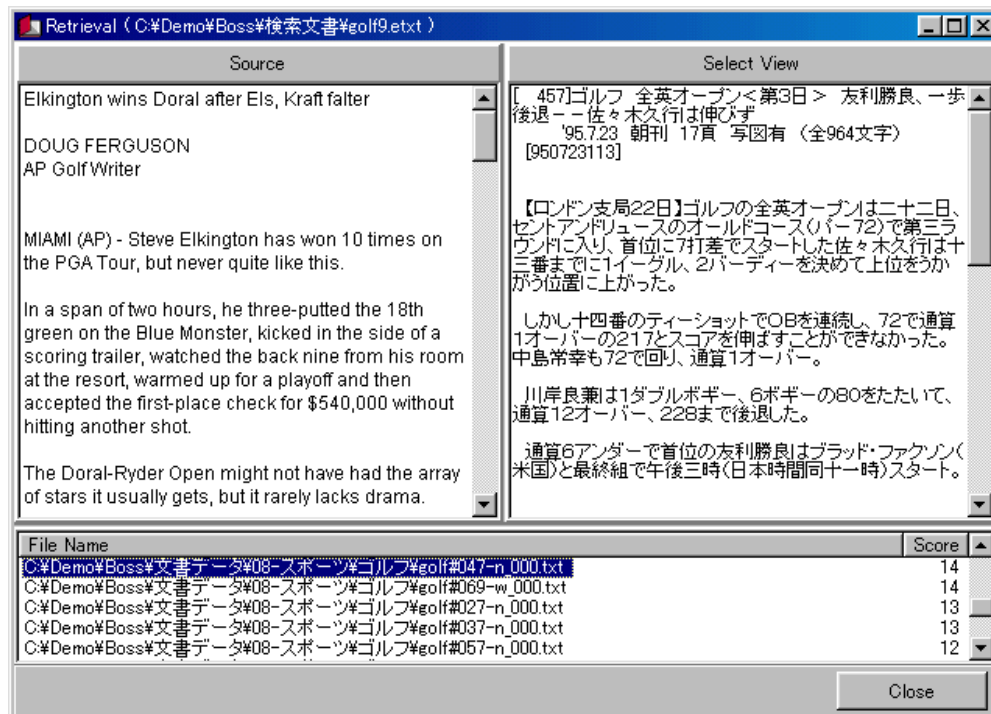 Retrieval ( C:¥Demo¥Boss¥検索文書¥golf9.etxt )
Source
Elkington wins Doral after Els, Kraft falter
DOUG FERGUSON
AP Golf Writer
MIAMI (AP) - Steve Elkington has won 10 times on
the PGA Tour, but never quite like this.
In a span of two hours, he three-putted the 18th
green on the Blue Monster, kicked in the side of a
scoring trailer, watched the back nine from his room
at the resort, warmed up for a playoff and then
accepted the first-place check for $540,000 without
hitting another shot.
The Doral-Ryder Open might not have had the array
of stars it usually gets, but it rarely lacks drama.
Select View
[ 457]ゴルフ 全英オープン<第3日> 友利勝良、一歩
後退--佐々木久行は伸びず
'95.7.23 朝刊 17頁 写図有 (全964文字)
[950723113]
【ロンドン支局22日】ゴルフの全英オープンは二十二日、
セントアンドリュースのオールドコース(パー72)で第三ラ
ウンドに入り、首位に7打差でスタートした佐々木久行は十
三番までに1イーグル、2バーディーを決めて上位をうか
がう位置に上がった。
しかし十四番のティーショットでOBを連続し、72で通算
1オーバーの217とスコアを伸ばすことができなかった。
中島常幸も72で回り、通算1オーバー。
川岸良兼は1ダブルボギー、6ボギーの80をたたいて、
通算12オーバー、228まで後退した。
通算6アンダーで首位の友利勝良はブラッド・ファクソン(
米国)と最終組で午後三時(日本時間同十一時)スタート。
File Name Score
C:¥Demo¥Boss¥文書データ¥08-スポーツ¥ゴルフ¥golf#047-n_000.txt 14
C:¥Demo¥Boss¥文書データ¥08-スポーツ¥ゴルフ¥golf#069-w_000.txt 14
C:¥Demo¥Boss¥文書データ¥08-スポーツ¥ゴルフ¥golf#027-n_000.txt 13
C:¥Demo¥Boss¥文書データ¥08-スポーツ¥ゴルフ¥golf#037-n_000.txt 13
C:¥Demo¥Boss¥文書データ¥08-スポーツ¥ゴルフ¥golf#057-n_000.txt 12
Close